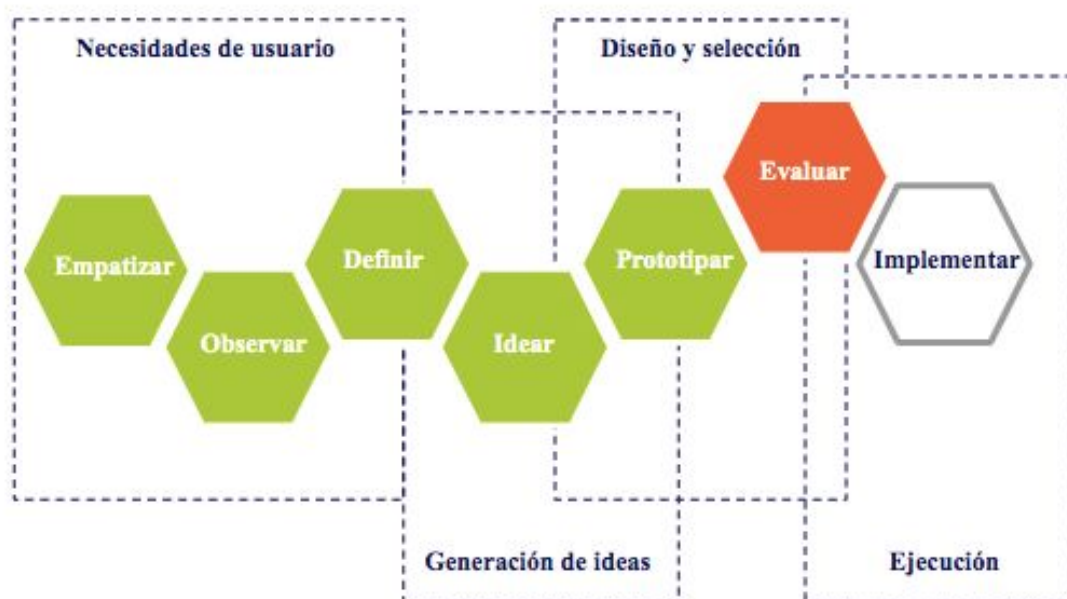 Necesidades de usuario
Diseño y selección
Empatizar
Observar
Definir
Idear
Prototipar
Evaluar
Implementar
Generación de ideas
Ejecución